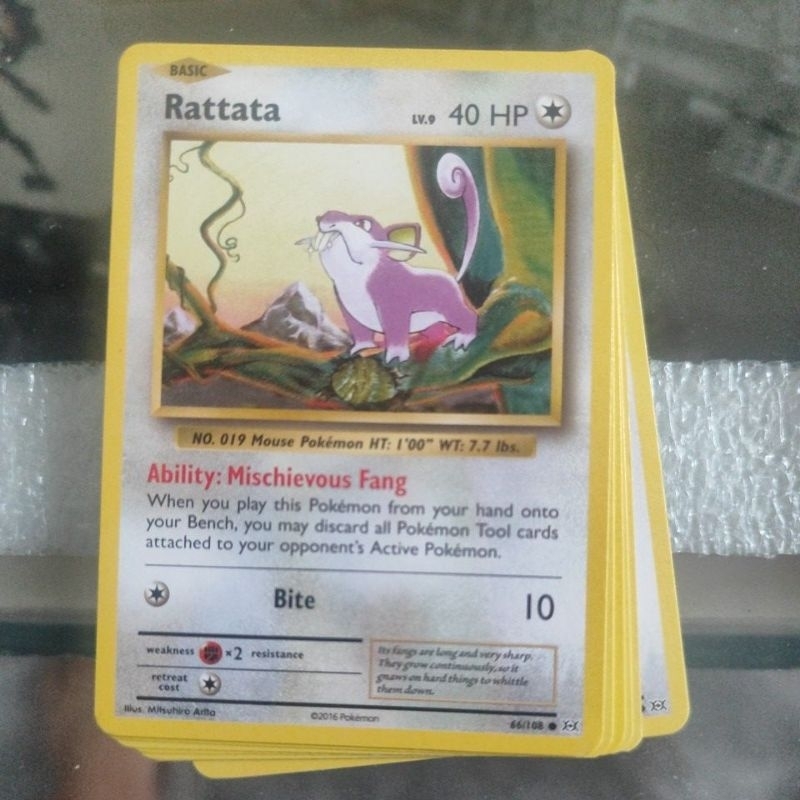 BASIC
Rattata LV.9 40 HP
NO. 019 Mouse Pokémon HT: 1'00" WT: 7.7 lbs.
Ability: Mischievous Fang
When you play this Pokémon from your hand onto
your Bench, you may discard all Pokémon Tool cards
attached to your opponent's Active Pokémon.
Bite 10
weakness ×2 resistance
retreat
cost
Its fangs are long and very sharp.
They grow continuously, so it
gnaws on hard things to whittle
them down.
Illus. Mitsuhiro Arita ©2016 Pokémon 66/108